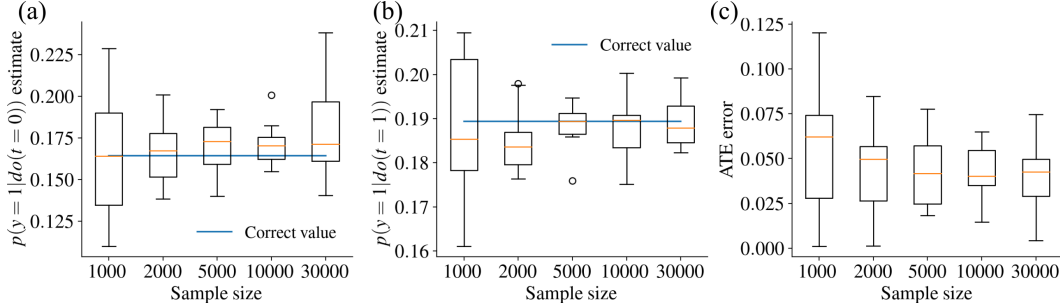 (a)
p(y = 1|do(t = 0)) estimate
0.225
0.200
0.175
0.150
0.125
Correct value
1000 2000 5000 10000 30000
Sample size
(b)
p(y = 1|do(t = 1)) estimate
0.21
0.20
0.19
0.18
0.17
0.16
Correct value
1000 2000 5000 10000 30000
Sample size
(c)
ATE error
0.125
0.100
0.075
0.050
0.025
0.000
1000 2000 5000 10000 30000
Sample size